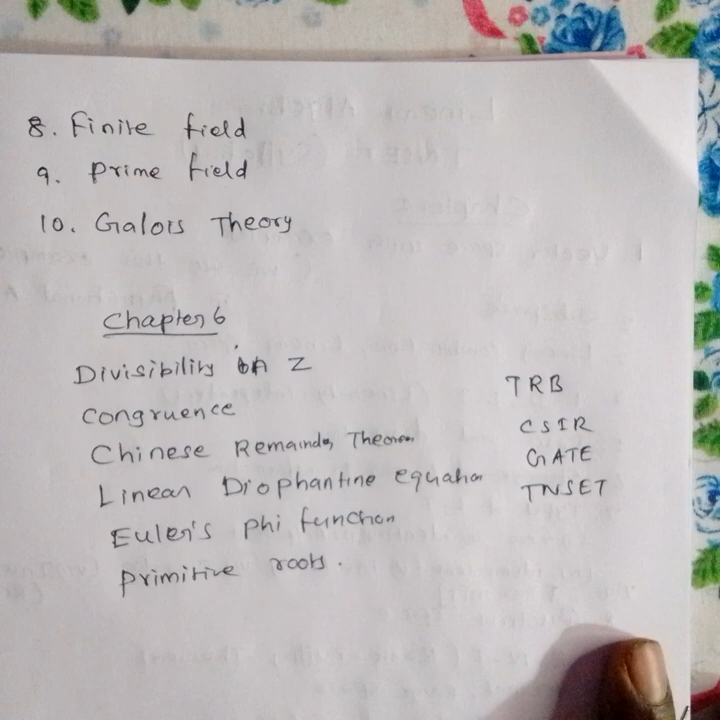 8. Finite field
9. Prime field
10. Galois Theory
Chapter 6
Divisibility in Z
Congruence
Chinese Remainder Theorem
Linear Diophantine equation
Euler's phi function
primitive roots.
TRB
CSIR
GATE
TNSET